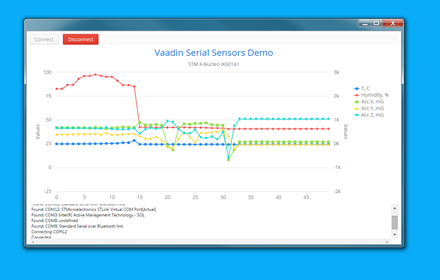 Connect
Disconnect
Vaadin Serial Sensors Demo
STM X-Nucleo IKS01A1
100
75
50
25
0
-25
Values
3k
2k
1k
0k
-1k
-2k
Values
0 5 10 15 20 25 30 35 40 45
T, C
Humidity, %
Acc X, mG
Acc Y, mG
Acc Z, mG
Found: COM12: STMicroelectronics STLink Virtual COM Port[Actual]
Found: COM3: Intel(R) Active Management Technology - SOL
Found: COM8: undefined
Found: COM9: Standard Serial over Bluetooth link
Connecting COM12
Connected